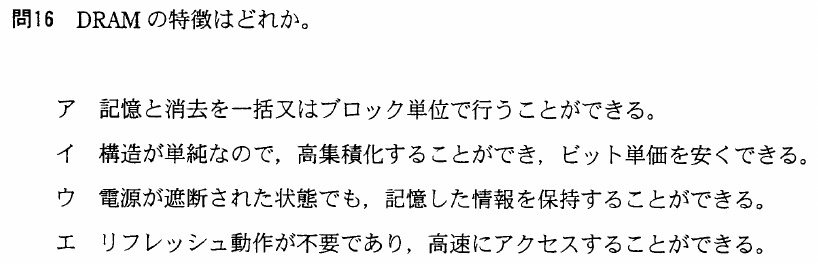 問16 DRAM の特徴はどれか。
ア 記憶と消去を一括又はブロック単位で行うことができる。
イ 構造が単純なので，高集積化することができ，ビット単価を安くできる。
ウ 電源が遮断された状態でも，記憶した情報を保持することができる。
エ リフレッシュ動作が不要であり，高速にアクセスすることができる。